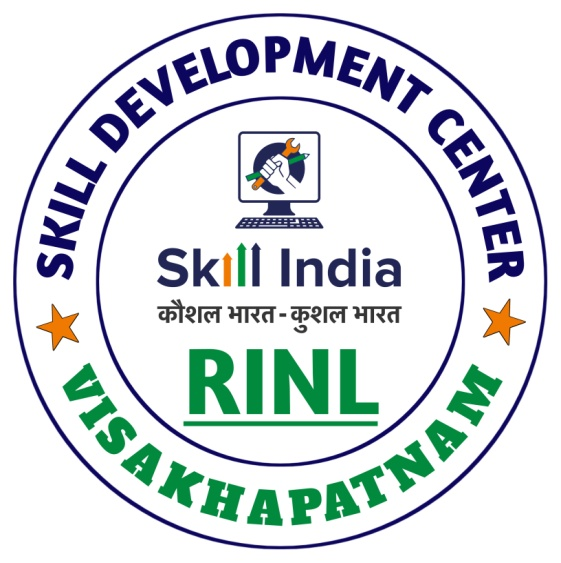 SKILL DEVELOPMENT CENTER
Skill India
कौशल भारत - कुशल भारत
RINL
VISAKHAPATNAM